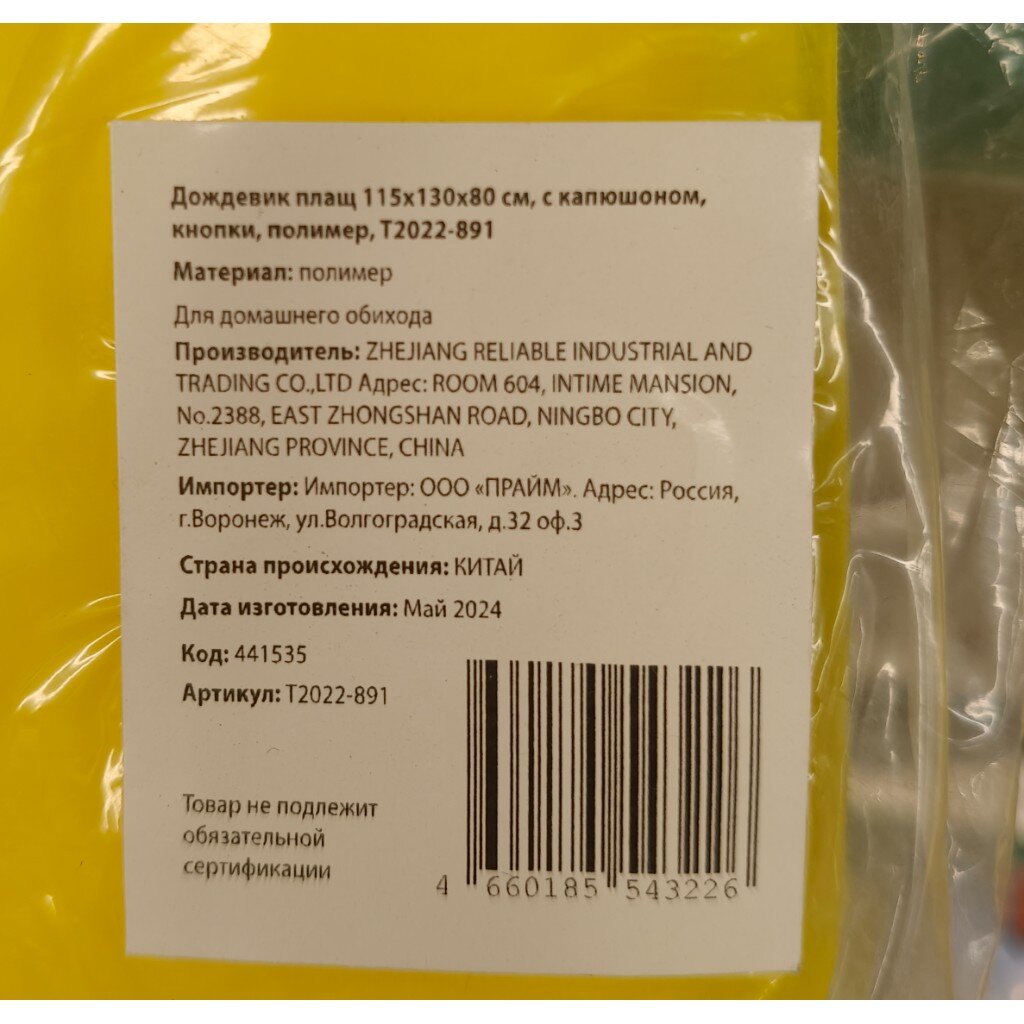 Дождевик плащ 115х130х80 см, с капюшоном,
кнопки, полимер, Т2022-891
Материал: полимер
Для домашнего обихода
Производитель: ZHEJIANG RELIABLE INDUSTRIAL AND
TRADING CO.,LTD Адрес: ROOM 604, INTIME MANSION,
No.2388, EAST ZHONGSHAN ROAD, NINGBO CITY,
ZHEJIANG PROVINCE, CHINA
Импортер: Импортер: ООО «ПРАЙМ». Адрес: Россия,
г.Воронеж, ул.Волгоградская, д.32 оф.3
Страна происхождения: КИТАЙ
Дата изготовления: Май 2024
Код: 441535
Артикул: Т2022-891
Товар не подлежит
обязательной
сертификации
4 660185 543226